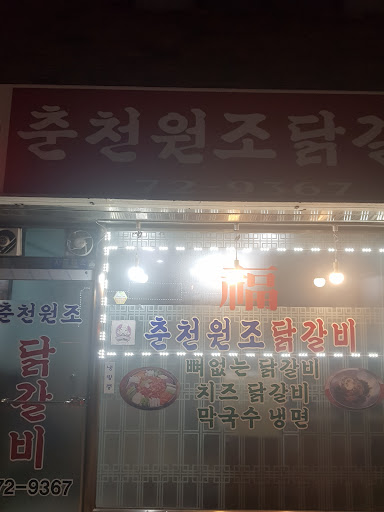 춘천원조닭갈
72-9367
福
춘천원조닭갈비
뼈없는 닭갈비
치즈 닭갈비
막국수 냉면
춘천원조
닭갈비
72-9367